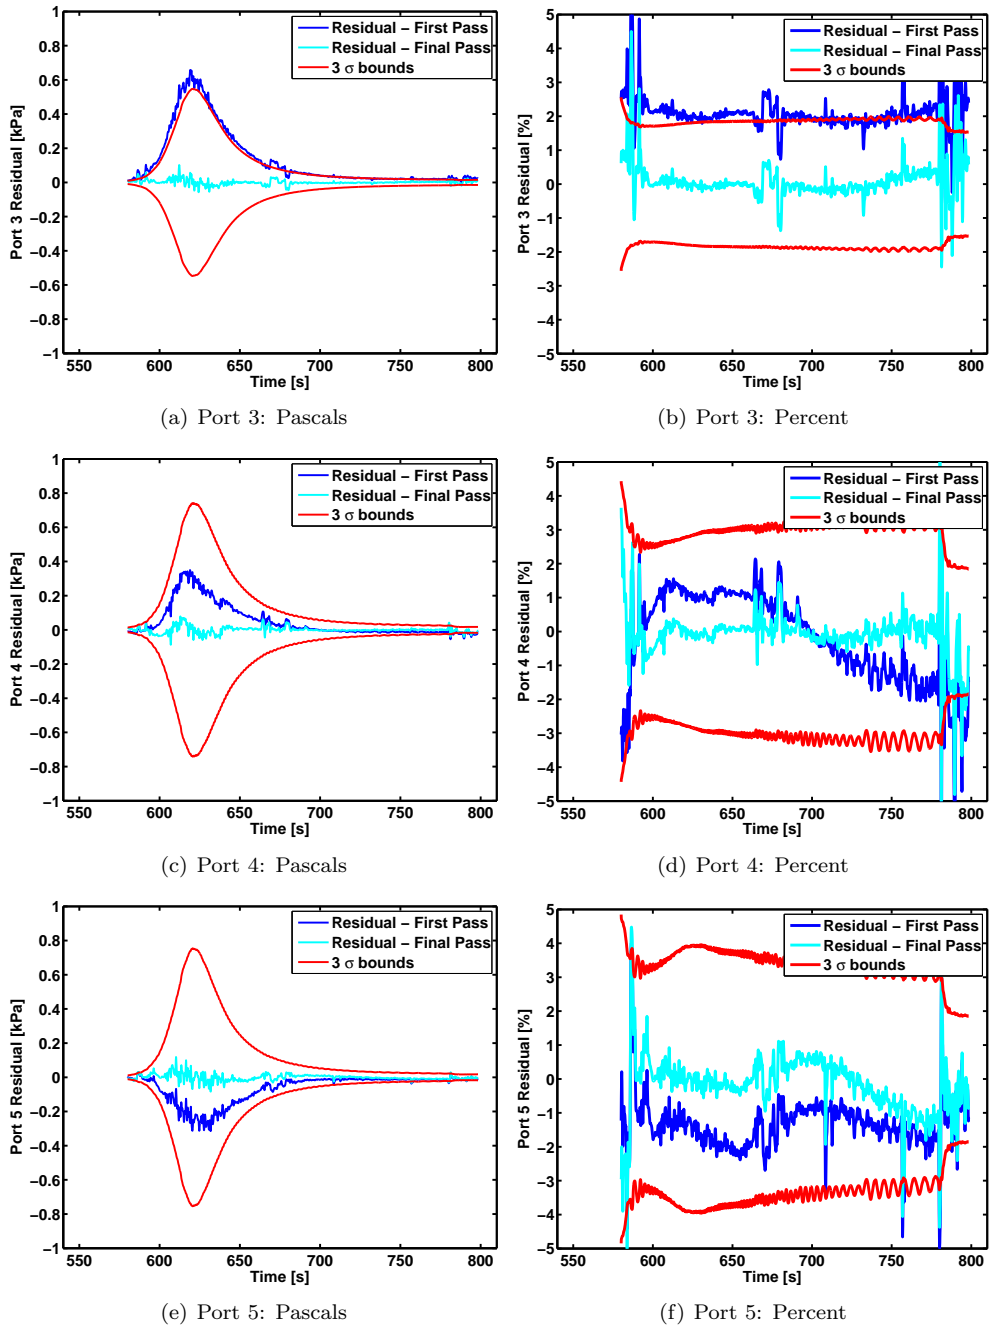 Port 3 Residual [kPa]
1
0.8
0.6
0.4
0.2
0
−0.2
−0.4
−0.6
−0.8
−1
550 600 650 700 750 800
Time [s]
Residual – First Pass
Residual – Final Pass
3 σ bounds
(a) Port 3: Pascals
Port 3 Residual [%]
5
4
3
2
1
0
−1
−2
−3
−4
−5
550 600 650 700 750 800
Time [s]
Residual – First Pass
Residual – Final Pass
3 σ bounds
(b) Port 3: Percent
Port 4 Residual [kPa]
1
0.8
0.6
0.4
0.2
0
−0.2
−0.4
−0.6
−0.8
−1
550 600 650 700 750 800
Time [s]
Residual – First Pass
Residual – Final Pass
3 σ bounds
(c) Port 4: Pascals
Port 4 Residual [%]
5
4
3
2
1
0
−1
−2
−3
−4
−5
550 600 650 700 750 800
Time [s]
Residual – First Pass
Residual – Final Pass
3 σ bounds
(d) Port 4: Percent
Port 5 Residual [kPa]
1
0.8
0.6
0.4
0.2
0
−0.2
−0.4
−0.6
−0.8
−1
550 600 650 700 750 800
Time [s]
Residual – First Pass
Residual – Final Pass
3 σ bounds
(e) Port 5: Pascals
Port 5 Residual [%]
5
4
3
2
1
0
−1
−2
−3
−4
−5
550 600 650 700 750 800
Time [s]
Residual – First Pass
Residual – Final Pass
3 σ bounds
(f) Port 5: Percent